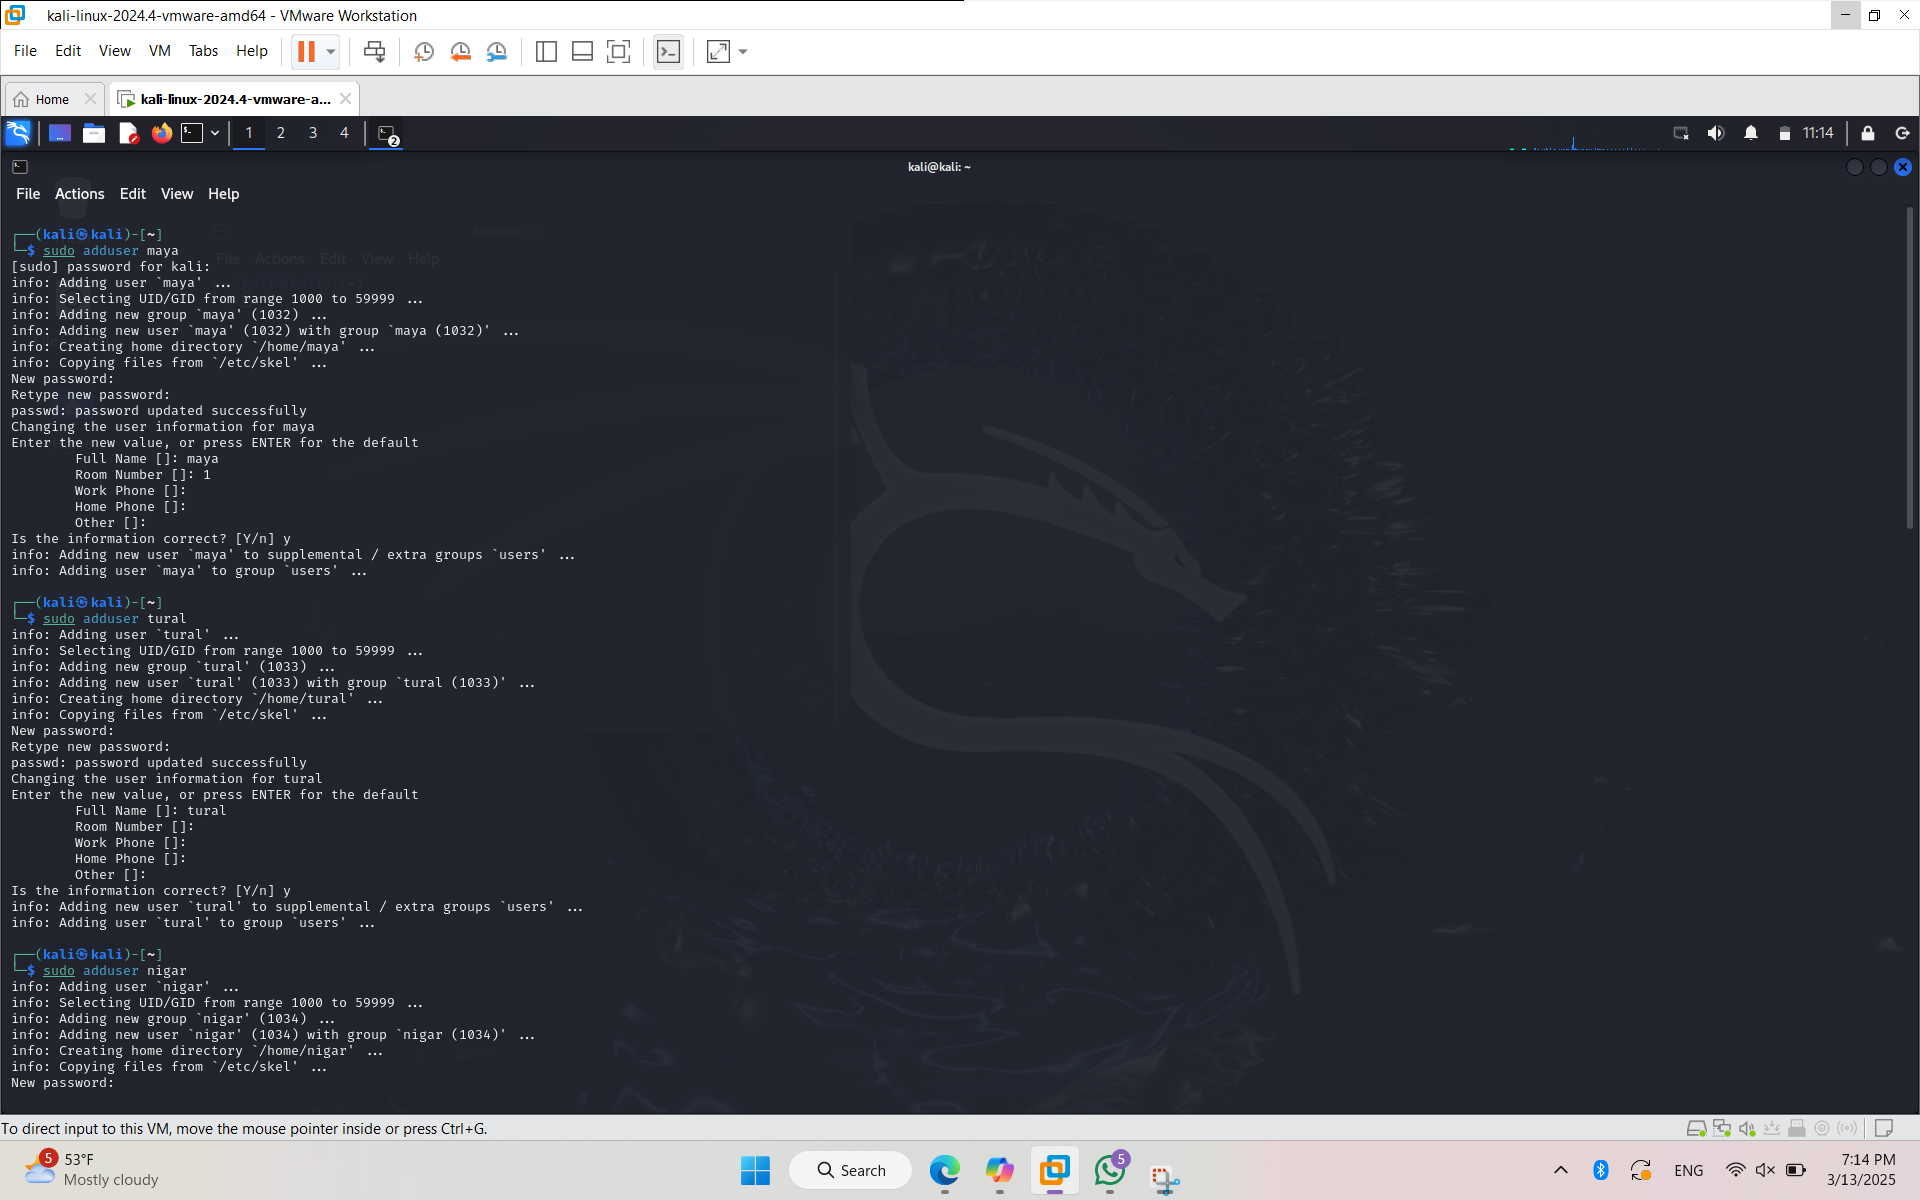 kali-linux-2024.4-vmware-amd64 - VMware Workstation
File Edit View VM Tabs Help
Home kali-linux-2024.4-vmware-a...
1 2 3 4 2 11:14
kali@kali: ~
File Actions Edit View Help
┌──(kali㉿kali)-[~]
└─$ sudo adduser maya
[sudo] password for kali:
info: Adding user `maya' ...
info: Selecting UID/GID from range 1000 to 59999 ...
info: Adding new group `maya' (1032) ...
info: Adding new user `maya' (1032) with group `maya (1032)' ...
info: Creating home directory `/home/maya' ...
info: Copying files from `/etc/skel' ...
New password:
Retype new password:
passwd: password updated successfully
Changing the user information for maya
Enter the new value, or press ENTER for the default
Full Name []: maya
Room Number []: 1
Work Phone []:
Home Phone []:
Other []:
Is the information correct? [Y/n] y
info: Adding new user `maya' to supplemental / extra groups `users' ...
info: Adding user `maya' to group `users' ...
┌──(kali㉿kali)-[~]
└─$ sudo adduser tural
info: Adding user `tural' ...
info: Selecting UID/GID from range 1000 to 59999 ...
info: Adding new group `tural' (1033) ...
info: Adding new user `tural' (1033) with group `tural (1033)' ...
info: Creating home directory `/home/tural' ...
info: Copying files from `/etc/skel' ...
New password:
Retype new password:
passwd: password updated successfully
Changing the user information for tural
Enter the new value, or press ENTER for the default
Full Name []: tural
Room Number []:
Work Phone []:
Home Phone []:
Other []:
Is the information correct? [Y/n] y
info: Adding new user `tural' to supplemental / extra groups `users' ...
info: Adding user `tural' to group `users' ...
┌──(kali㉿kali)-[~]
└─$ sudo adduser nigar
info: Adding user `nigar' ...
info: Selecting UID/GID from range 1000 to 59999 ...
info: Adding new group `nigar' (1034) ...
info: Adding new user `nigar' (1034) with group `nigar (1034)' ...
info: Creating home directory `/home/nigar' ...
info: Copying files from `/etc/skel' ...
New password:
To direct input to this VM, move the mouse pointer inside or press Ctrl+G.
5 53°F
Mostly cloudy
Search
5
ENG
7:14 PM
3/13/2025